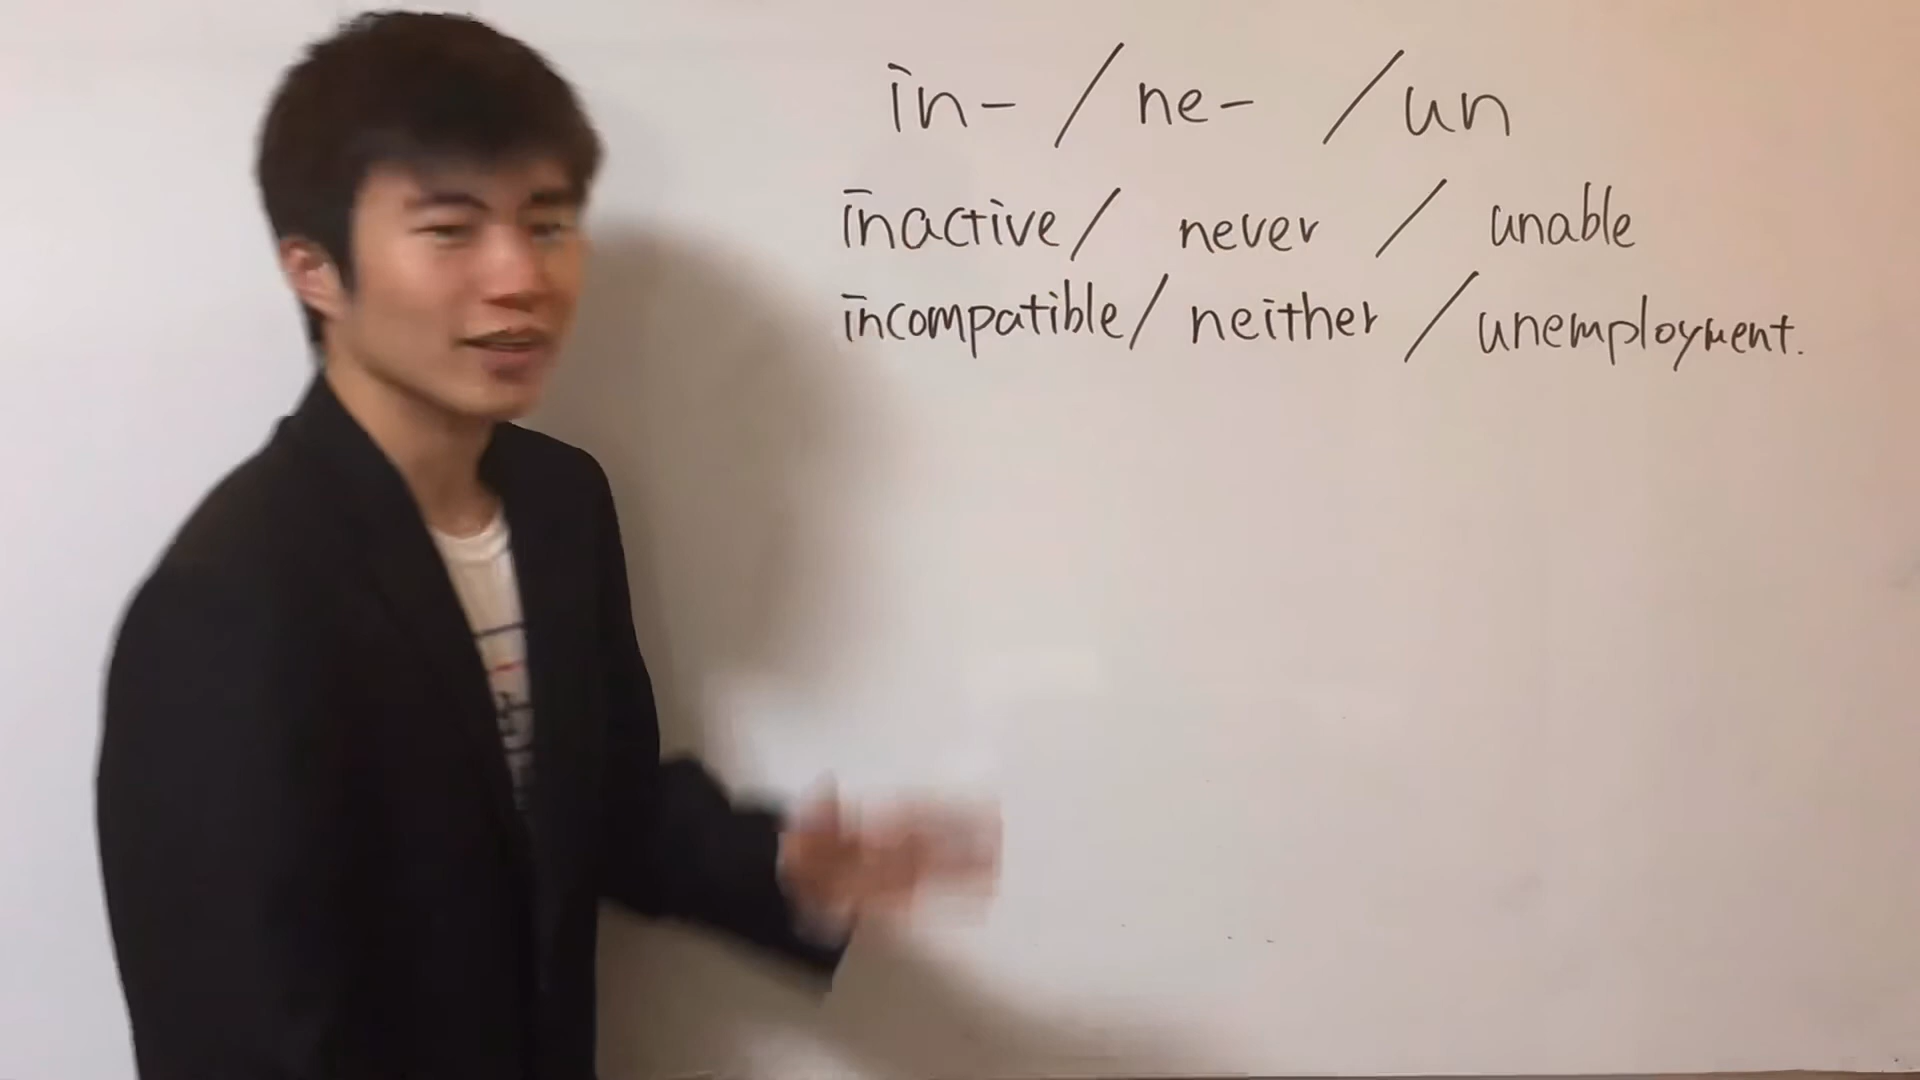 in- / ne- / un
inactive / never / unable
incompatible / neither / unemployment.